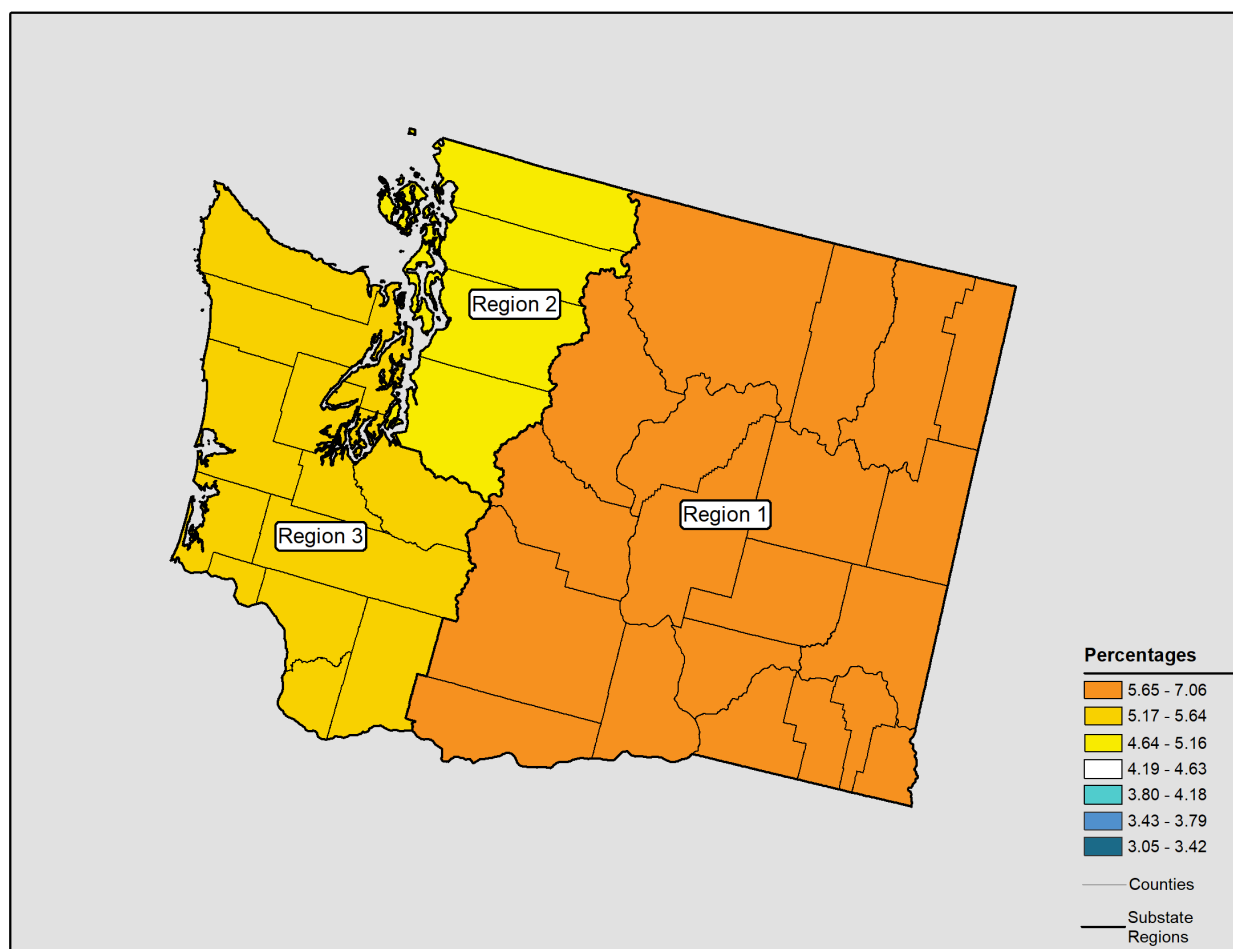 Region 2
Region 1
Region 3
Percentages
5.65 - 7.06
5.17 - 5.64
4.64 - 5.16
4.19 - 4.63
3.80 - 4.18
3.43 - 3.79
3.05 - 3.42
Counties
Substate
Regions